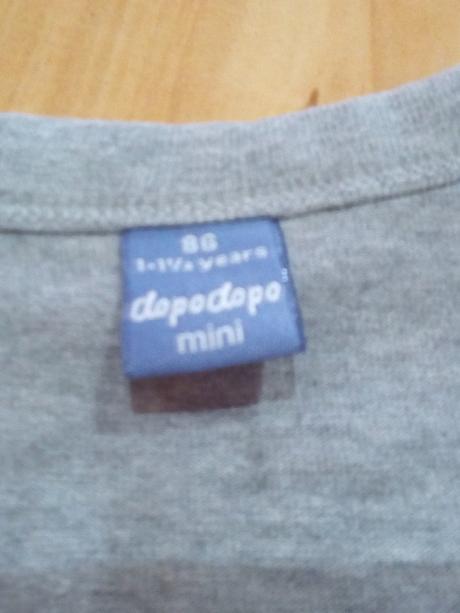 86
1-1½ years
dopodopo
mini